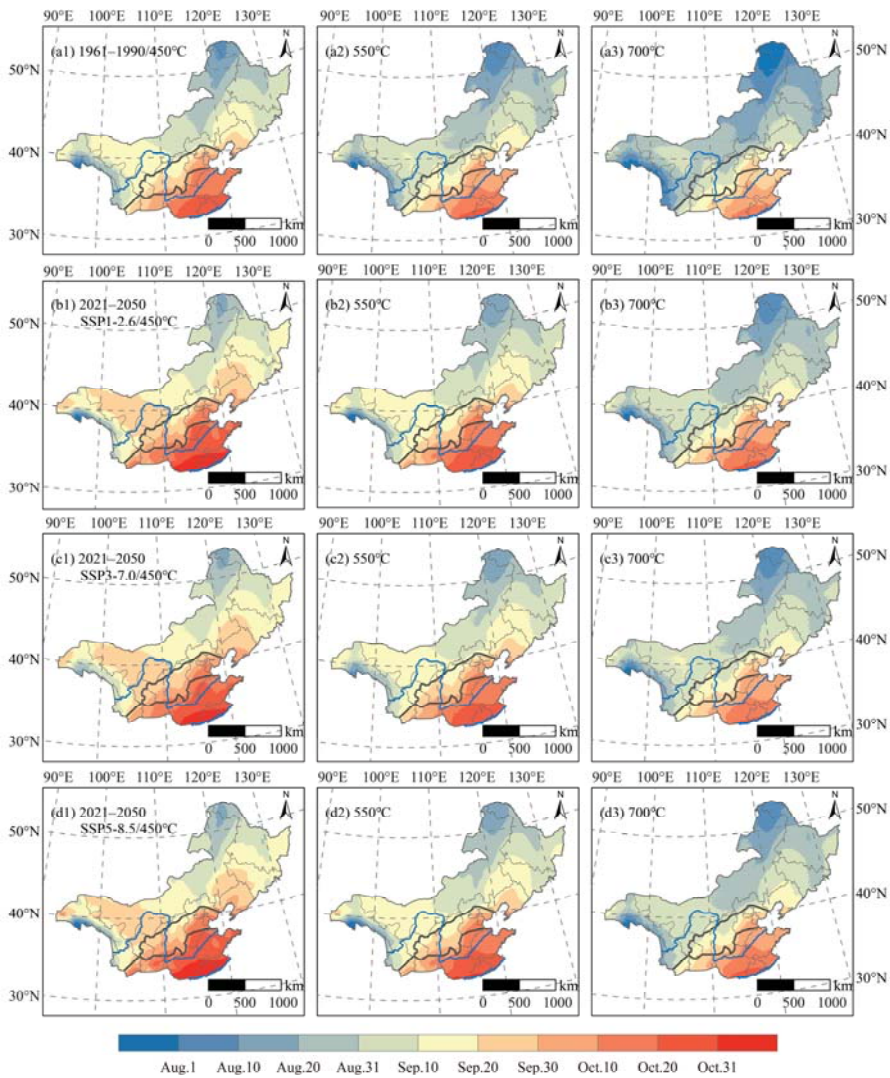 90°E 100°E 110°E 120°E 130°E 90°E 100°E 110°E 120°E 130°E 90°E 100°E 110°E 120°E 130°E
N N N
50°N (a1) 1961–1990/450℃ (a2) 550℃ (a3) 700℃ 50°N
40°N 40°N
30°N km km km 30°N
0 500 1000 0 500 1000 0 500 1000
90°E 100°E 110°E 120°E 130°E 90°E 100°E 110°E 120°E 130°E 90°E 100°E 110°E 120°E 130°E
N N N
50°N (b1) 2021–2050 (b2) 550℃ (b3) 700℃ 50°N
SSP1-2.6/450℃
40°N 40°N
30°N km km km 30°N
0 500 1000 0 500 1000 0 500 1000
90°E 100°E 110°E 120°E 130°E 90°E 100°E 110°E 120°E 130°E 90°E 100°E 110°E 120°E 130°E
N N N
50°N (c1) 2021–2050 (c2) 550℃ (c3) 700℃ 50°N
SSP3-7.0/450℃
40°N 40°N
30°N km km km 30°N
0 500 1000 0 500 1000 0 500 1000
90°E 100°E 110°E 120°E 130°E 90°E 100°E 110°E 120°E 130°E 90°E 100°E 110°E 120°E 130°E
N N N
50°N (d1) 2021–2050 (d2) 550℃ (d3) 700℃ 50°N
SSP5-8.5/450℃
40°N 40°N
30°N km km km 30°N
0 500 1000 0 500 1000 0 500 1000
Aug.1 Aug.10 Aug.20 Aug.31 Sep.10 Sep.20 Sep.30 Oct.10 Oct.20 Oct.31